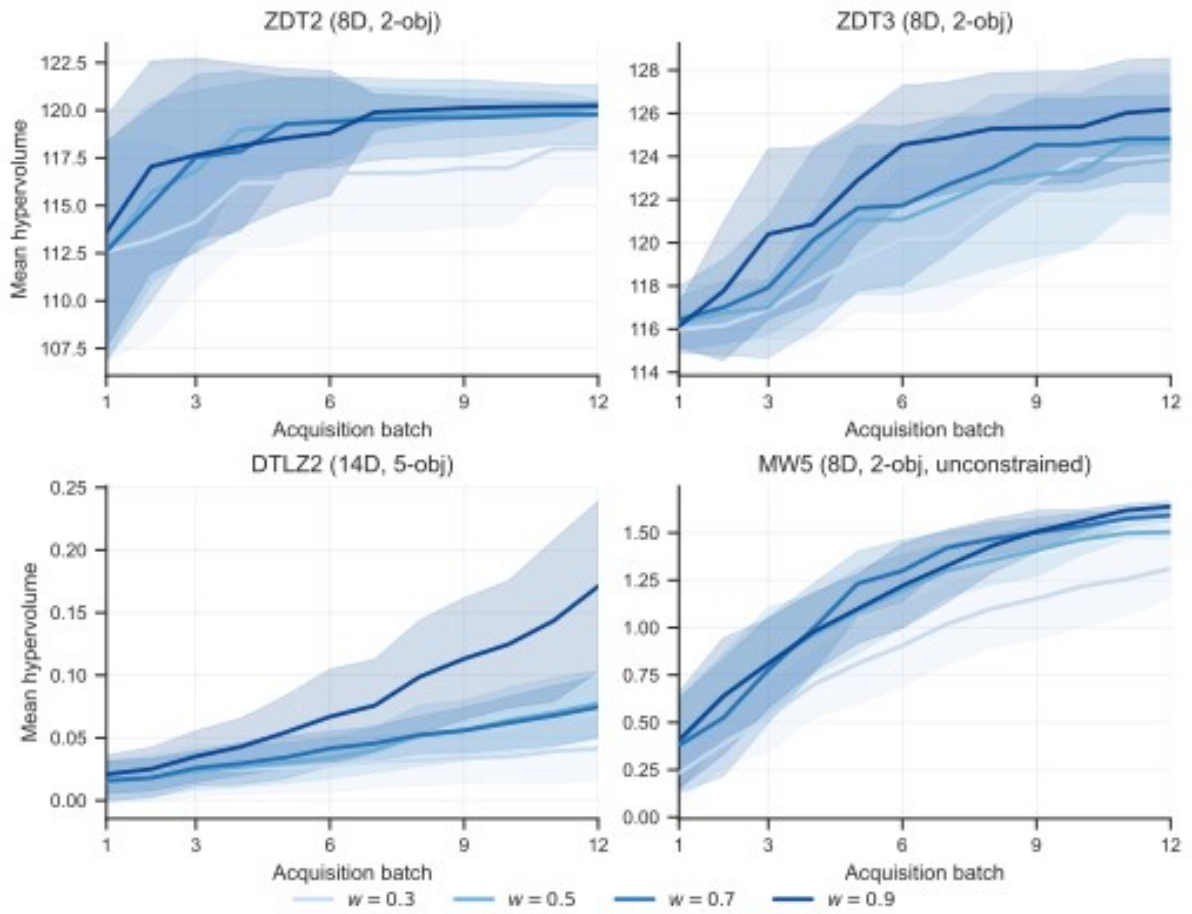 ZDT2 (8D, 2-obj)
Mean hypervolume
122.5
120.0
117.5
115.0
112.5
110.0
107.5
1 3 6 9 12
Acquisition batch
ZDT3 (8D, 2-obj)
128
126
124
122
120
118
116
114
1 3 6 9 12
Acquisition batch
DTLZ2 (14D, 5-obj)
Mean hypervolume
0.25
0.20
0.15
0.10
0.05
0.00
1 3 6 9 12
Acquisition batch
MW5 (8D, 2-obj, unconstrained)
1.50
1.25
1.00
0.75
0.50
0.25
0.00
1 3 6 9 12
Acquisition batch
w = 0.3 w = 0.5 w = 0.7 w = 0.9